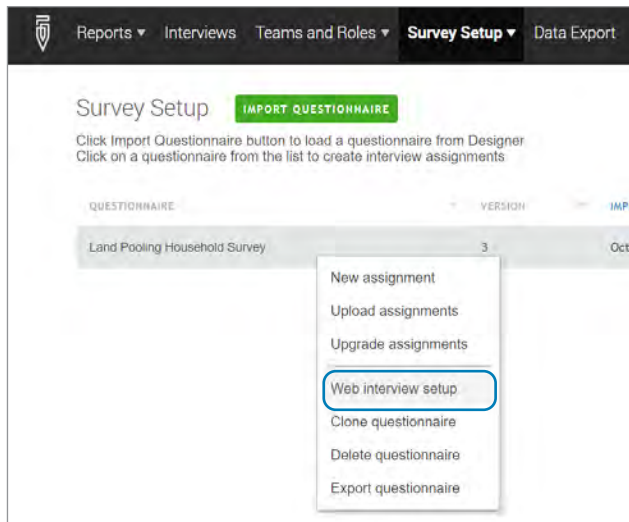 Reports ▾ Interviews Teams and Roles ▾ Survey Setup ▾ Data Export
Survey Setup IMPORT QUESTIONNAIRE
Click Import Questionnaire button to load a questionnaire from Designer
Click on a questionnaire from the list to create interview assignments
QUESTIONNAIRE VERSION IMP
Land Pooling Household Survey 3 Oct
New assignment
Upload assignments
Upgrade assignments
Web interview setup
Clone questionnaire
Delete questionnaire
Export questionnaire